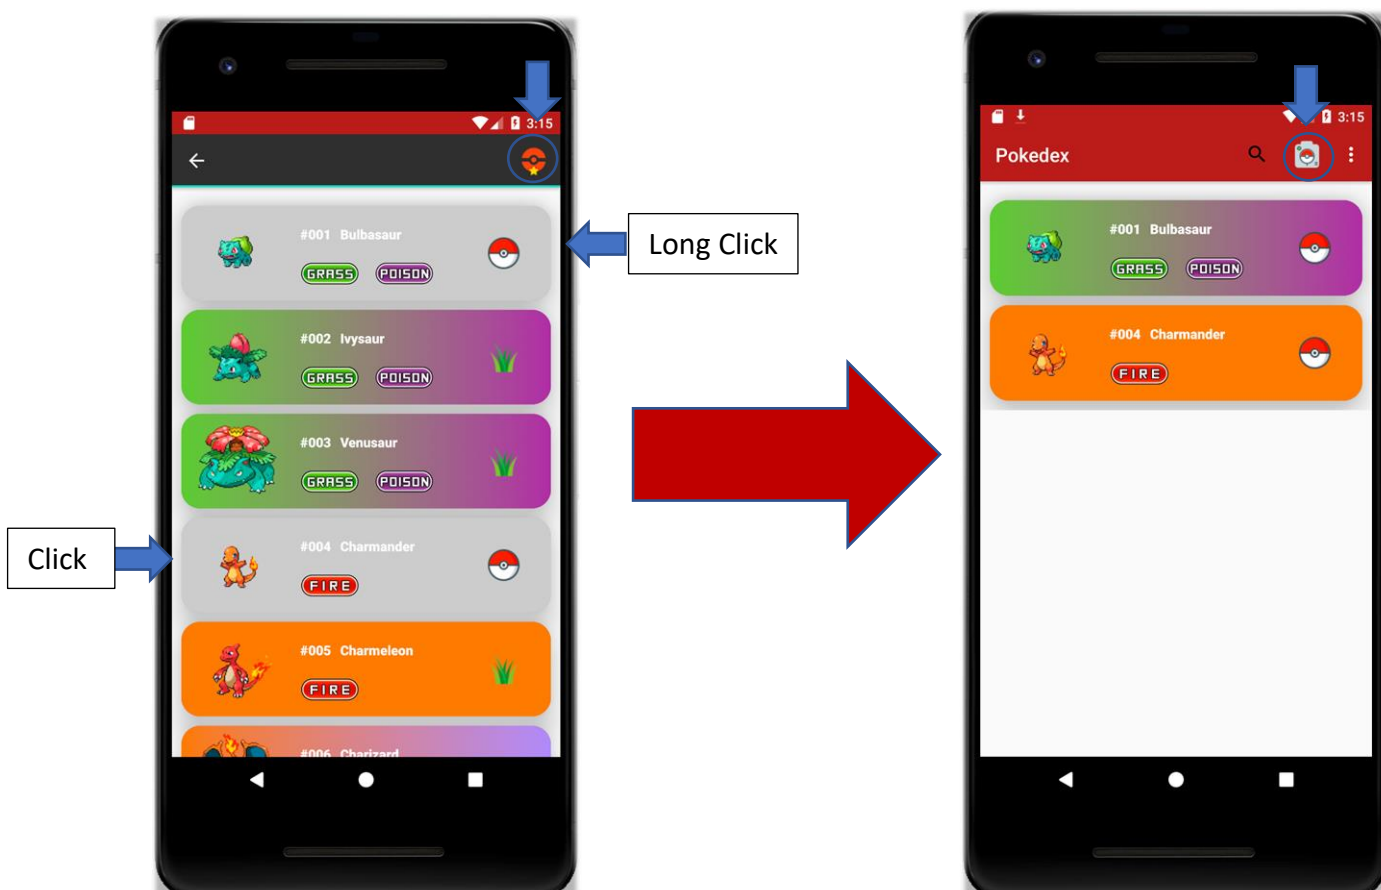 3:15
#001 Bulbasaur
GRASS POISON
Long Click
#002 Ivysaur
GRASS POISON
#003 Venusaur
GRASS POISON
Click
#004 Charmander
FIRE
#005 Charmeleon
FIRE
#006 Charizard
3:15
Pokedex
#001 Bulbasaur
GRASS POISON
#004 Charmander
FIRE